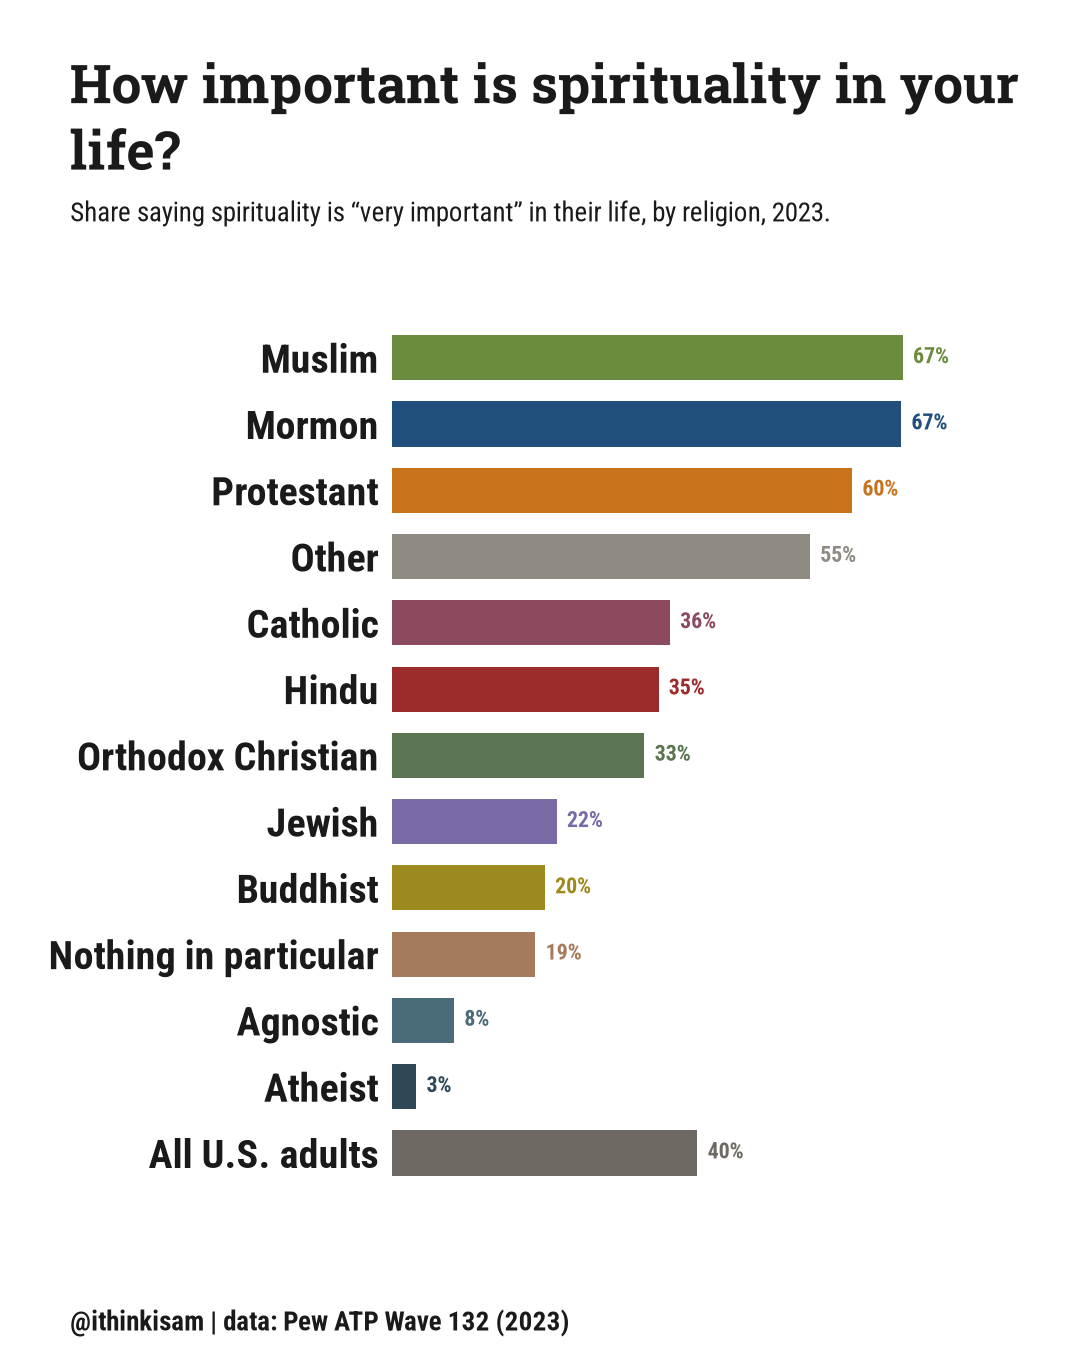 How important is spirituality in your
life?
Share saying spirituality is “very important” in their life, by religion, 2023.
Muslim 67%
Mormon 67%
Protestant 60%
Other 55%
Catholic 36%
Hindu 35%
Orthodox Christian 33%
Jewish 22%
Buddhist 20%
Nothing in particular 19%
Agnostic 8%
Atheist 3%
All U.S. adults 40%
@ithinkisam | data: Pew ATP Wave 132 (2023)